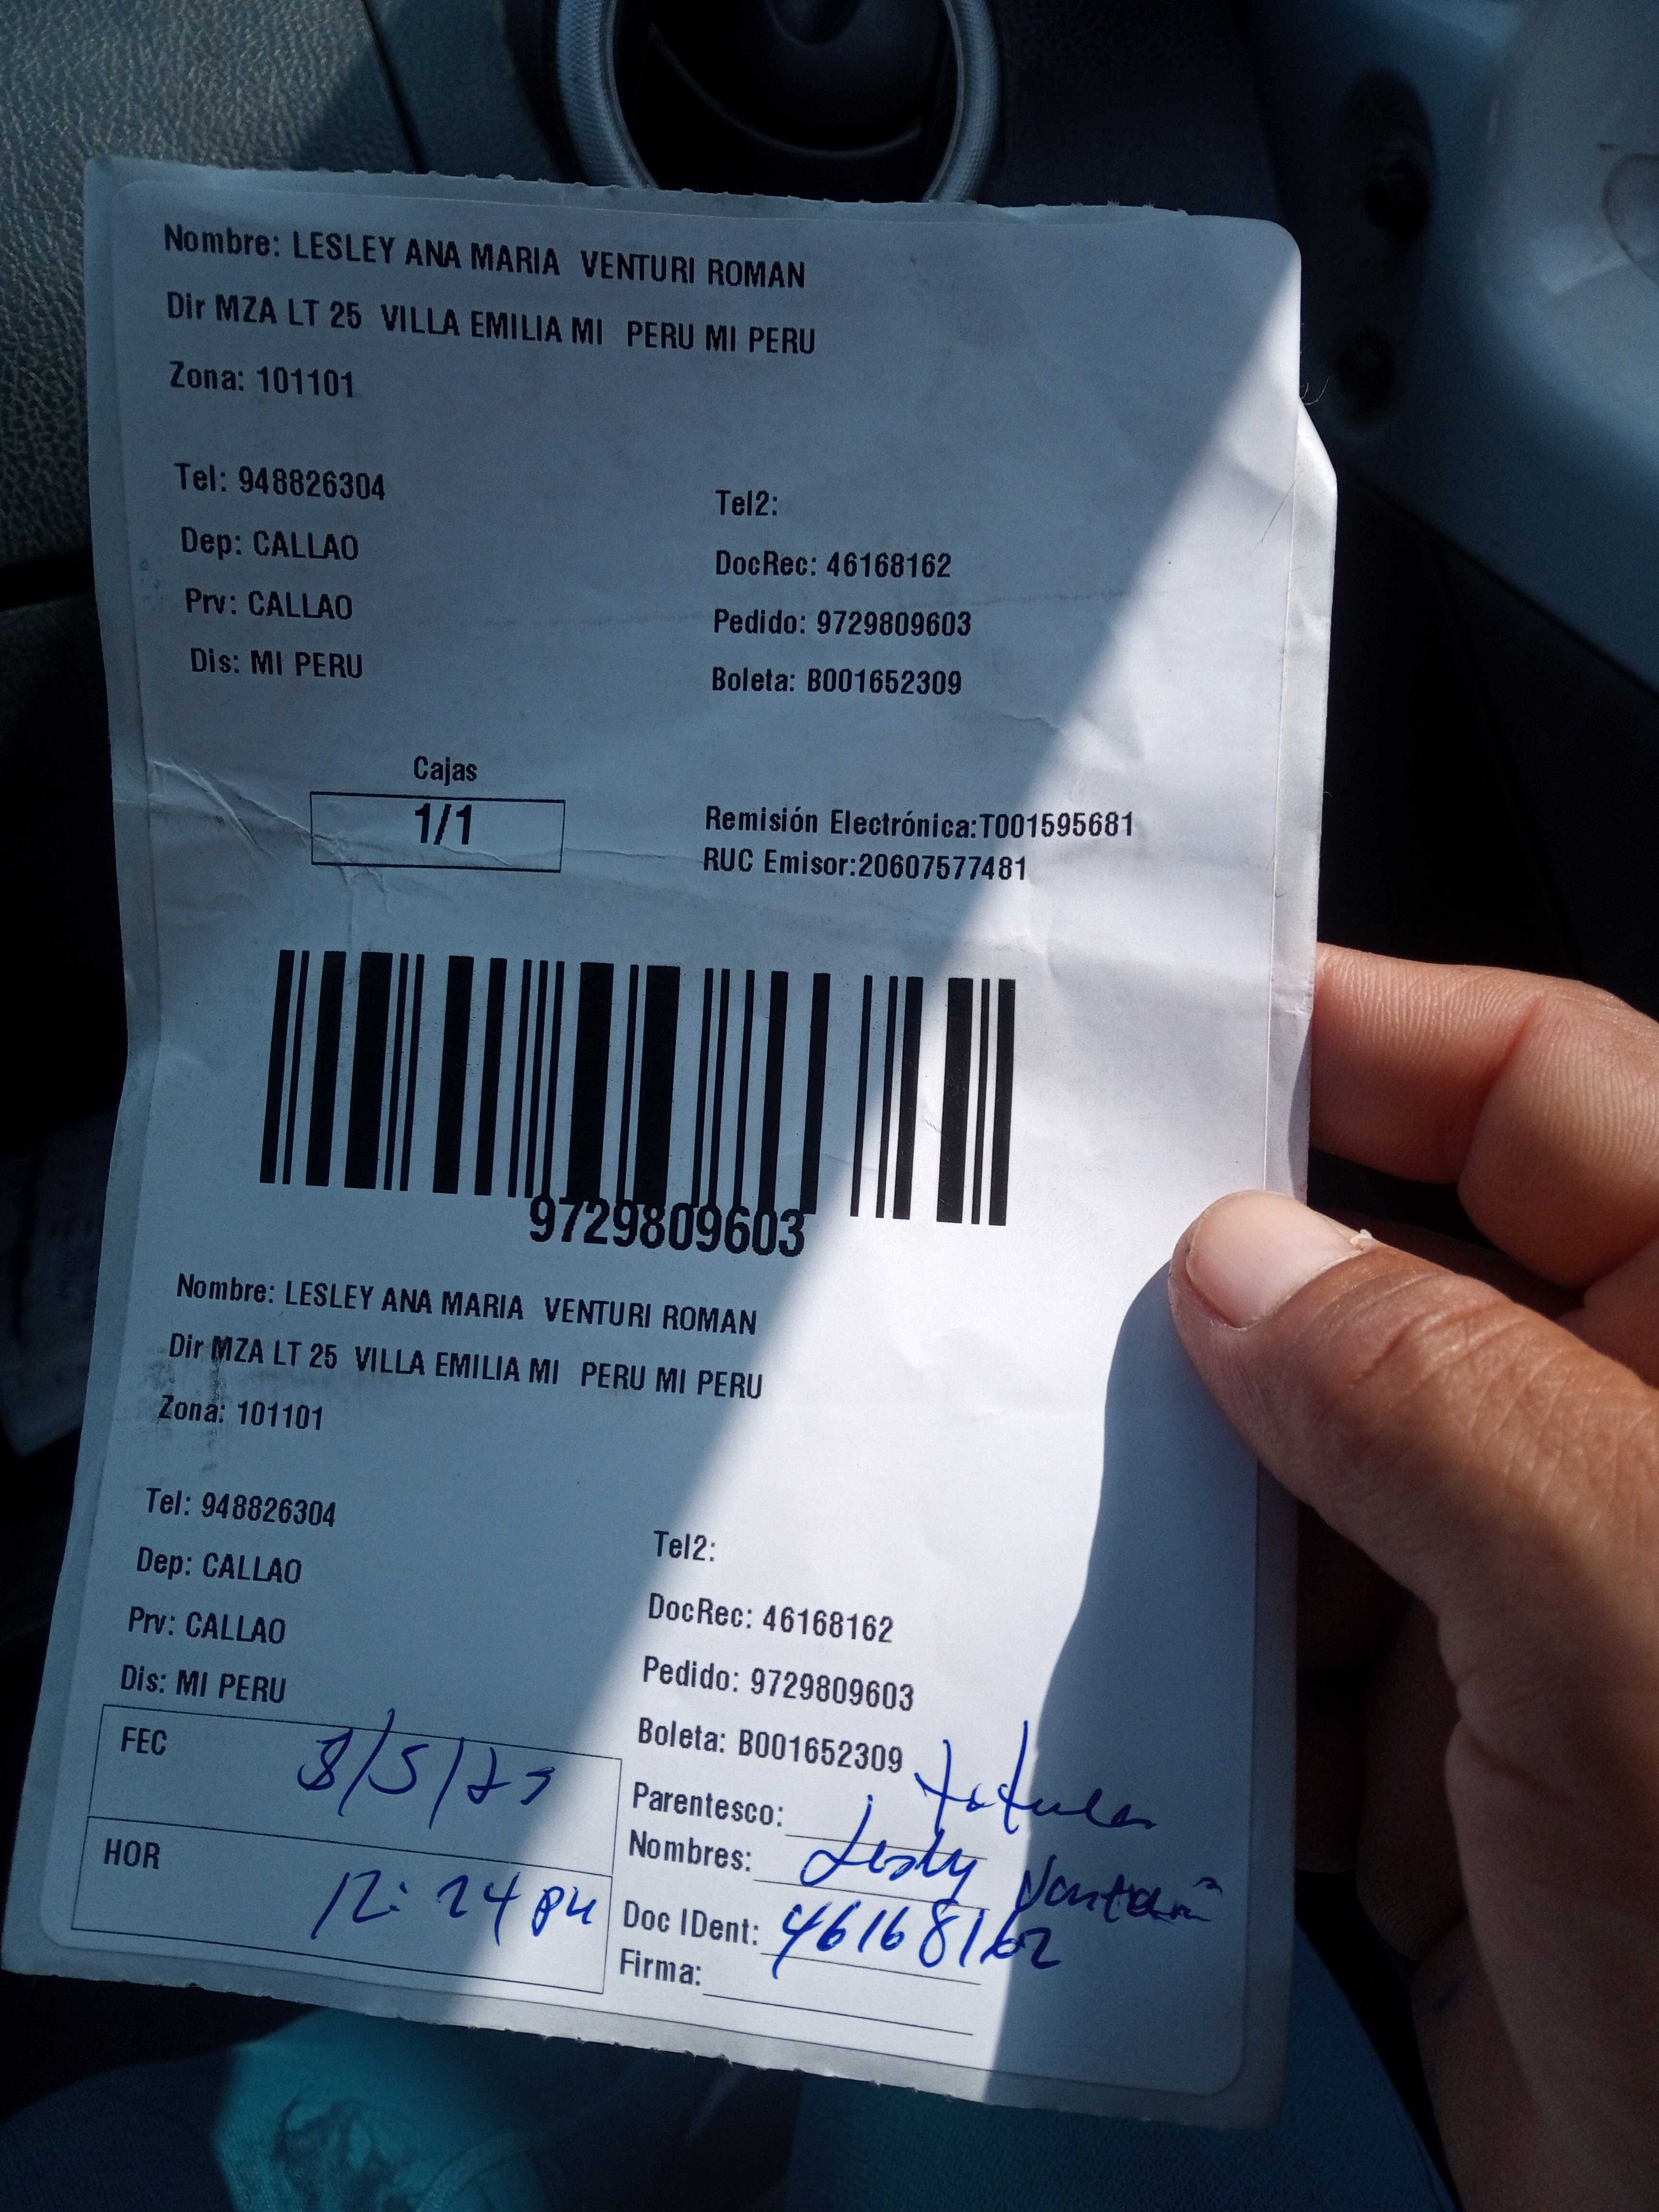 Nombre: LESLEY ANA MARIA VENTURI ROMAN
Dir MZA LT 25 VILLA EMILIA MI PERU MI PERU
Zona: 101101
Tel: 948826304
Tel2:
Dep: CALLAO
DocRec: 46168162
Prv: CALLAO
Pedido: 9729809603
Dis: MI PERU
Boleta: B001652309
Cajas
1/1
Remisión Electrónica:T001595681
RUC Emisor:20607577481
9729809603
Nombre: LESLEY ANA MARIA VENTURI ROMAN
Dir MZA LT 25 VILLA EMILIA MI PERU MI PERU
Zona: 101101
Tel: 948826304
Tel2:
Dep: CALLAO
DocRec: 46168162
Prv: CALLAO
Pedido: 9729809603
Dis: MI PERU
Boleta: B001652309
FEC 8/5/23
Parentesco:
Nombres: Lesly
HOR 12:24 PM
Doc IDent: 46168162
Firma: